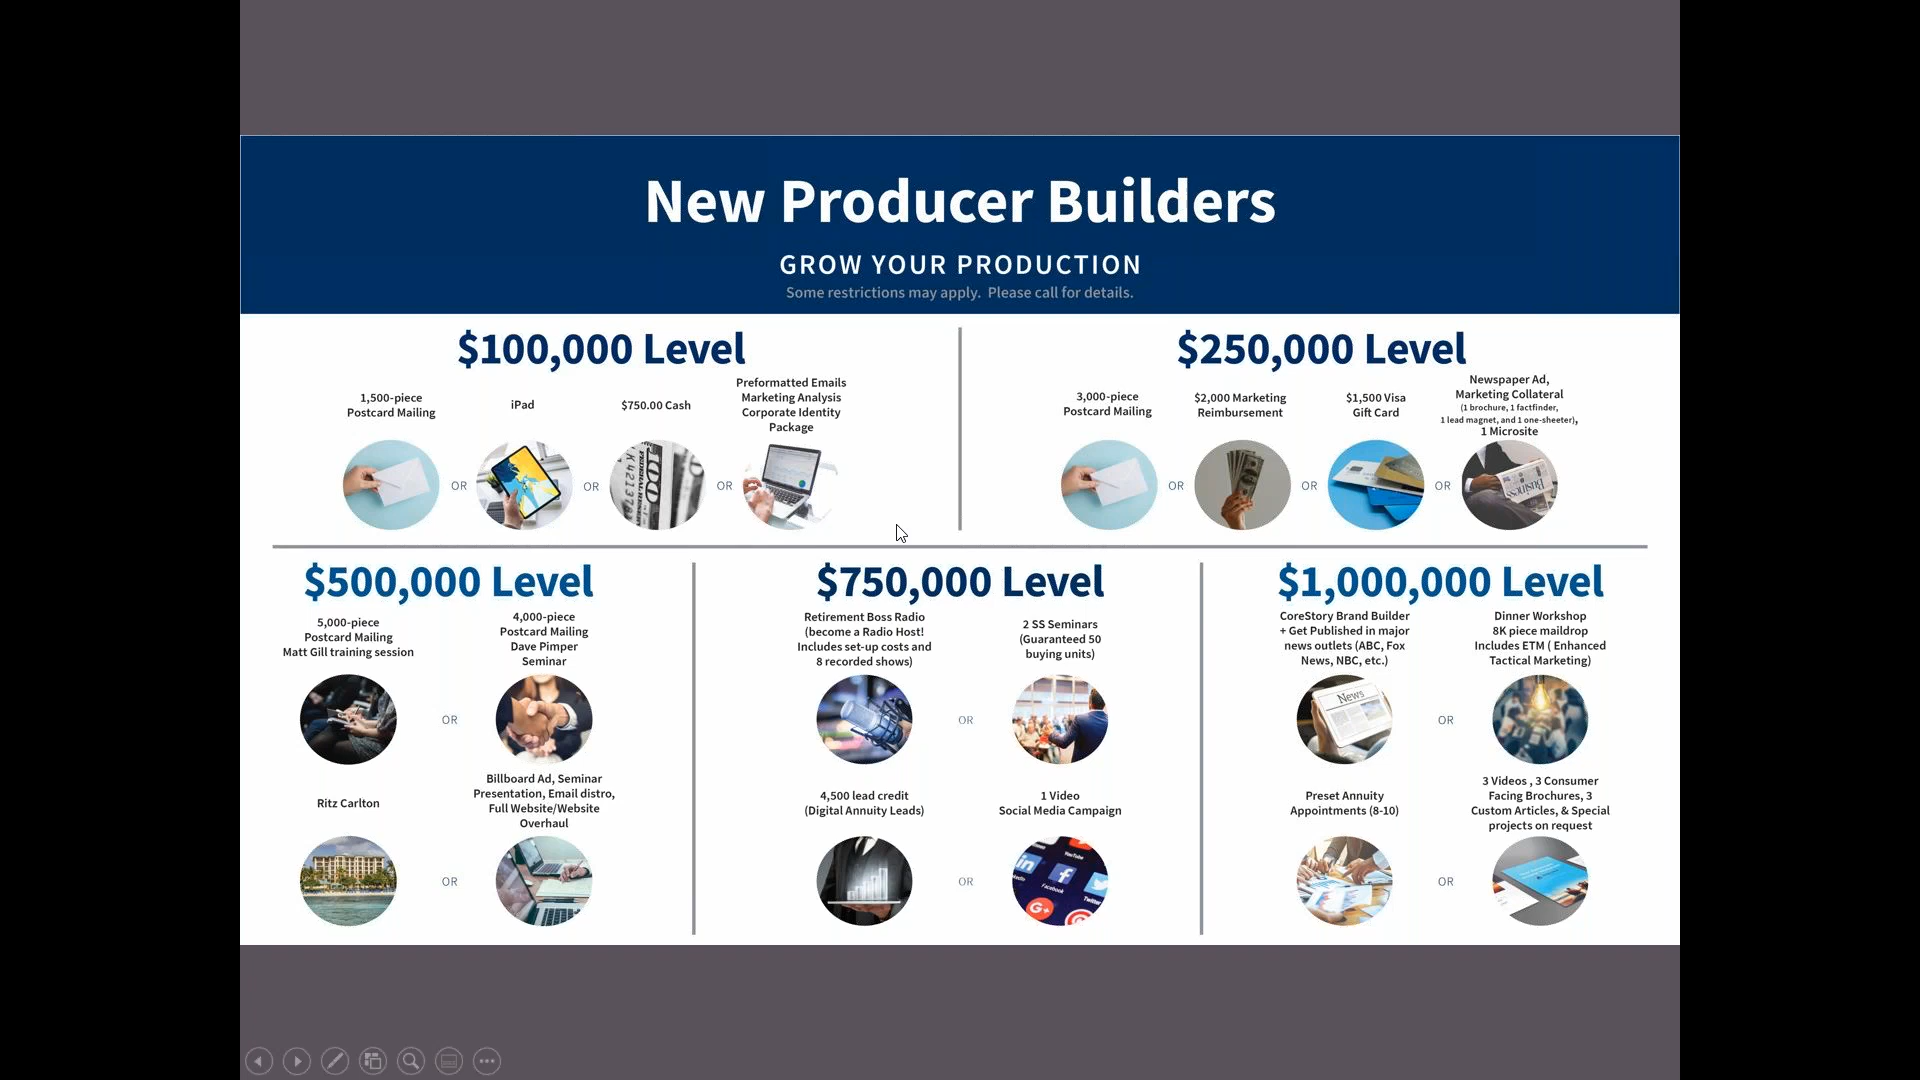 New Producer Builders
GROW YOUR PRODUCTION
Some restrictions may apply.  Please call for details.
$100,000 Level
1,500-piece
Postcard Mailing
OR
iPad
OR
$750.00 Cash
OR
Preformatted Emails
Marketing Analysis
Corporate Identity
Package
$250,000 Level
3,000-piece
Postcard Mailing
OR
$2,000 Marketing
Reimbursement
OR
$1,500 Visa
Gift Card
OR
Newspaper Ad,
Marketing Collateral
(1 brochure, 1 factfinder,
1 lead magnet, and 1 one-sheeter),
1 Microsite
Business
$500,000 Level
5,000-piece
Postcard Mailing
Matt Gill training session
OR
4,000-piece
Postcard Mailing
Dave Pimper
Seminar
Ritz Carlton
OR
Billboard Ad, Seminar
Presentation, Email distro,
Full Website/Website
Overhaul
$750,000 Level
Retirement Boss Radio
(become a Radio Host!
Includes set-up costs and
8 recorded shows)
OR
2 SS Seminars
(Guaranteed 50
buying units)
4,500 lead credit
(Digital Annuity Leads)
OR
1 Video
Social Media Campaign
YouTube
in
Facebook
Twitter
G+
$1,000,000 Level
CoreStory Brand Builder
+ Get Published in major
news outlets (ABC, Fox
News, NBC, etc.)
News
OR
Dinner Workshop
8K piece maildrop
Includes ETM ( Enhanced
Tactical Marketing)
Preset Annuity
Appointments (8-10)
OR
3 Videos , 3 Consumer
Facing Brochures, 3
Custom Articles, & Special
projects on request